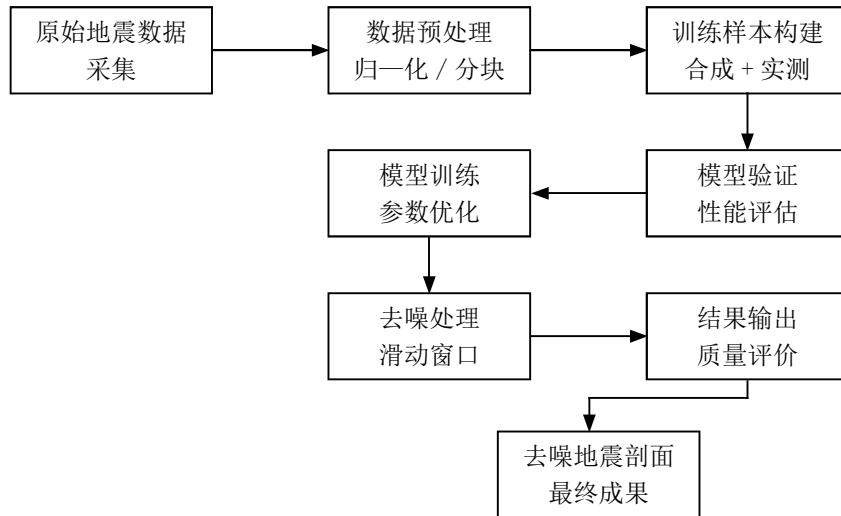 原始地震数据
采集
数据预处理
归一化 / 分块
训练样本构建
合成 + 实测
模型训练
参数优化
模型验证
性能评估
去噪处理
滑动窗口
结果输出
质量评价
去噪地震剖面
最终成果